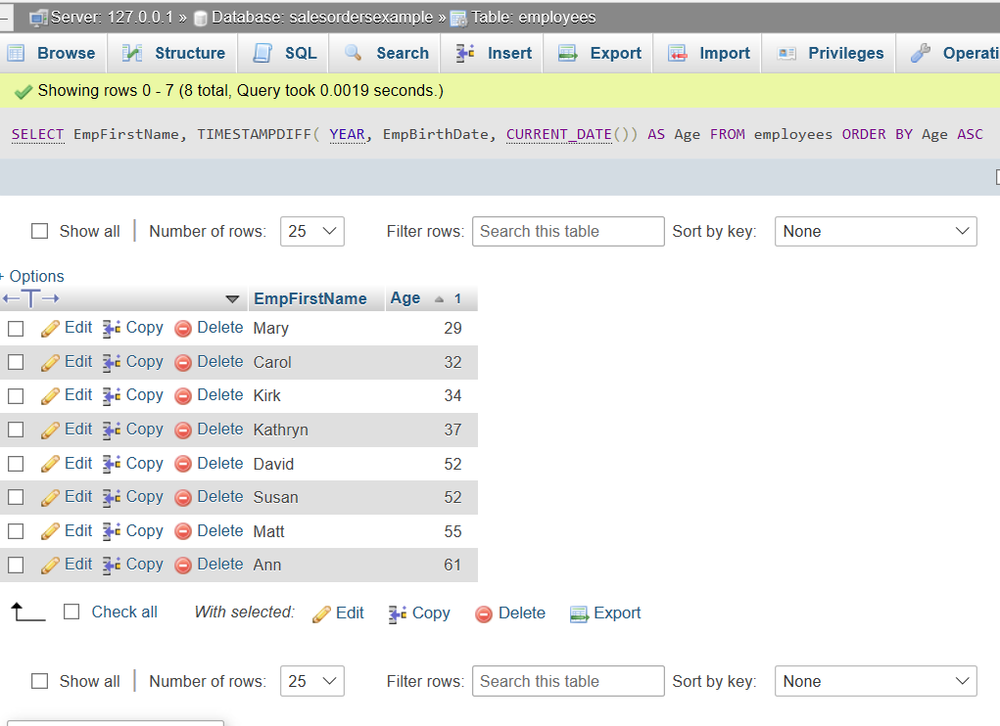 Server: 127.0.0.1 » Database: salesordersexample » Table: employees
Browse Structure SQL Search Insert Export Import Privileges Operati
Showing rows 0 - 7 (8 total, Query took 0.0019 seconds.)
SELECT EmpFirstName, TIMESTAMPDIFF( YEAR, EmpBirthDate, CURRENT_DATE()) AS Age FROM employees ORDER BY Age ASC
Show all | Number of rows: 25 Filter rows: Search this table Sort by key: None
+ Options
←T→ EmpFirstName Age 1
Edit Copy Delete Mary 29
Edit Copy Delete Carol 32
Edit Copy Delete Kirk 34
Edit Copy Delete Kathryn 37
Edit Copy Delete David 52
Edit Copy Delete Susan 52
Edit Copy Delete Matt 55
Edit Copy Delete Ann 61
Check all With selected: Edit Copy Delete Export
Show all | Number of rows: 25 Filter rows: Search this table Sort by key: None